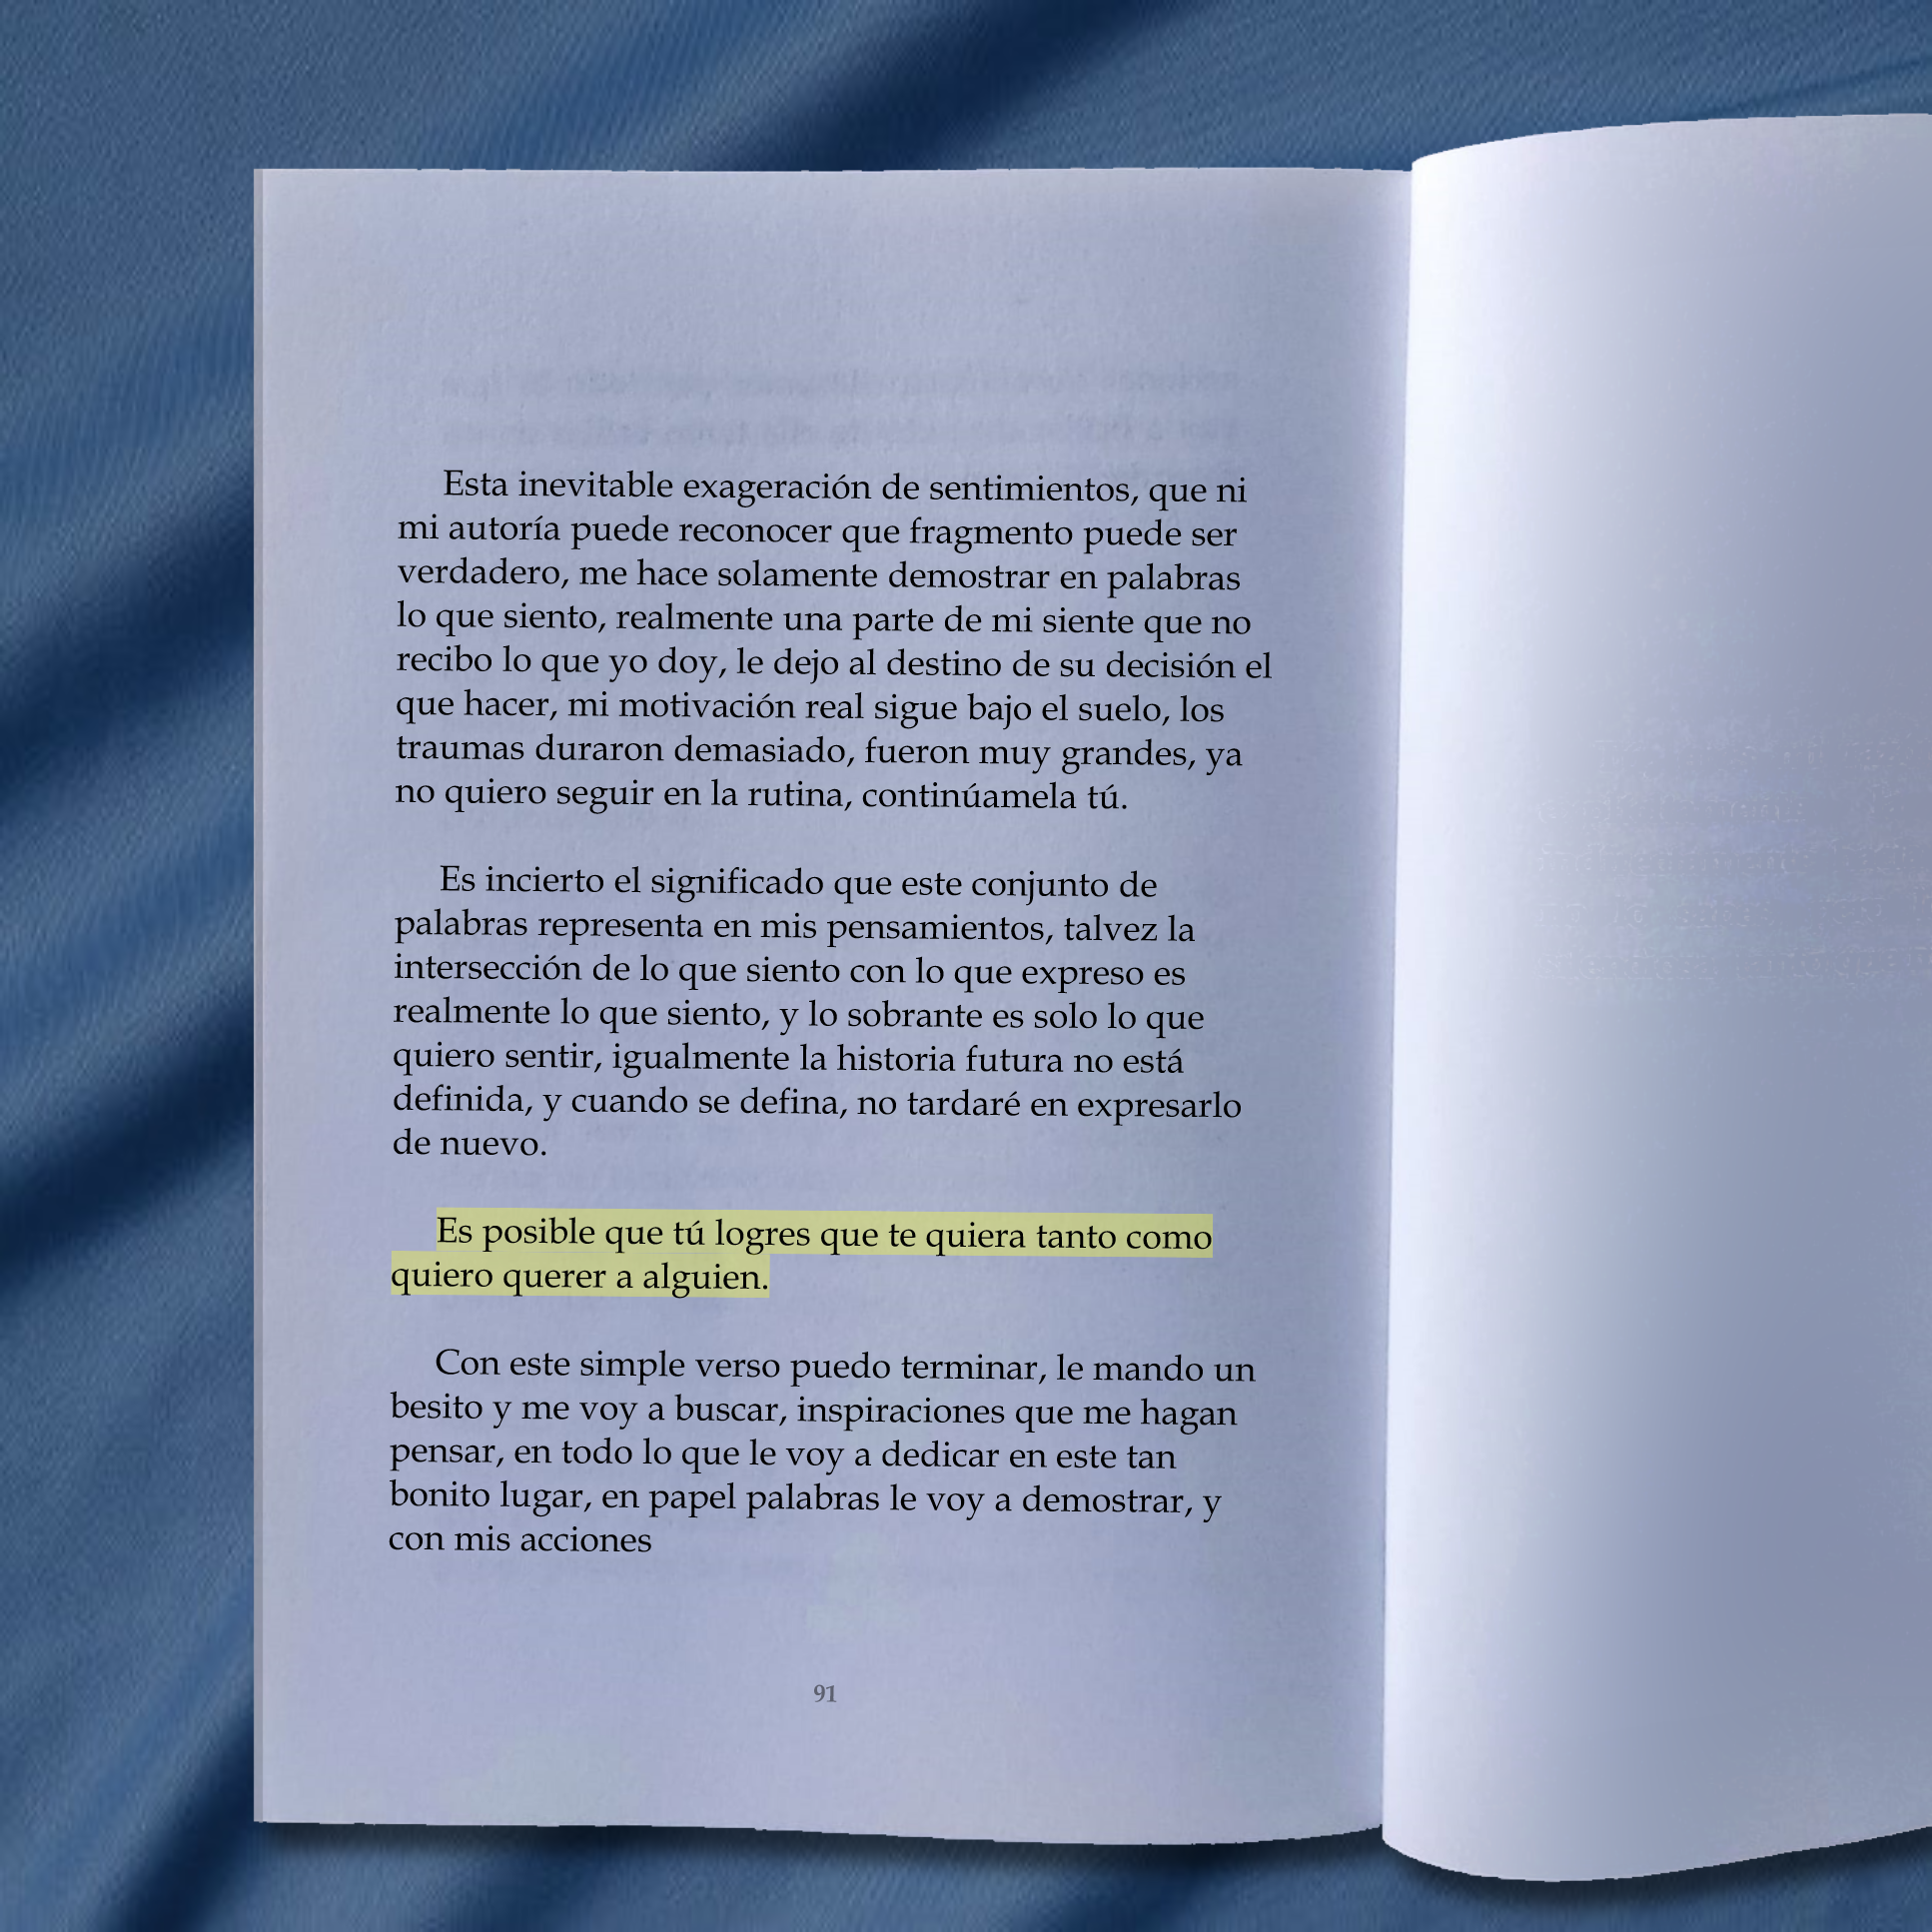 Esta inevitable exageración de sentimientos, que ni
mi autoría puede reconocer que fragmento puede ser
verdadero, me hace solamente demostrar en palabras
lo que siento, realmente una parte de mi siente que no
recibo lo que yo doy, le dejo al destino de su decisión el
que hacer, mi motivación real sigue bajo el suelo, los
traumas duraron demasiado, fueron muy grandes, ya
no quiero seguir en la rutina, continúamela tú.
Es incierto el significado que este conjunto de
palabras representa en mis pensamientos, talvez la
intersección de lo que siento con lo que expreso es
realmente lo que siento, y lo sobrante es solo lo que
quiero sentir, igualmente la historia futura no está
definida, y cuando se defina, no tardaré en expresarlo
de nuevo.
Es posible que tú logres que te quiera tanto como
quiero querer a alguien.
Con este simple verso puedo terminar, le mando un
besito y me voy a buscar, inspiraciones que me hagan
pensar, en todo lo que le voy a dedicar en este tan
bonito lugar, en papel palabras le voy a demostrar, y
con mis acciones
91